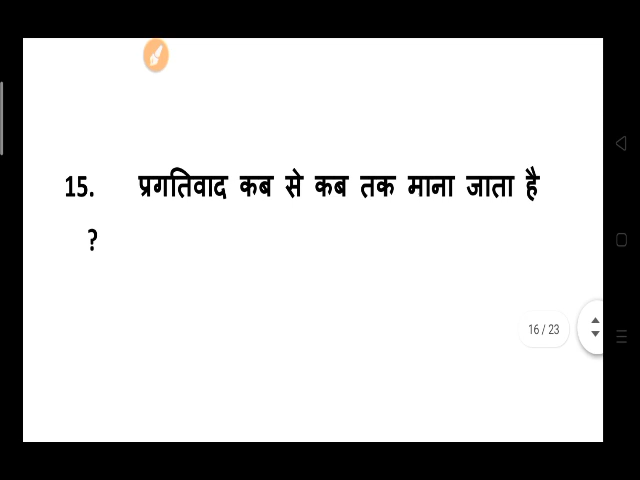 15. प्रगतिवाद कब से कब तक माना जाता है
?
16 / 23